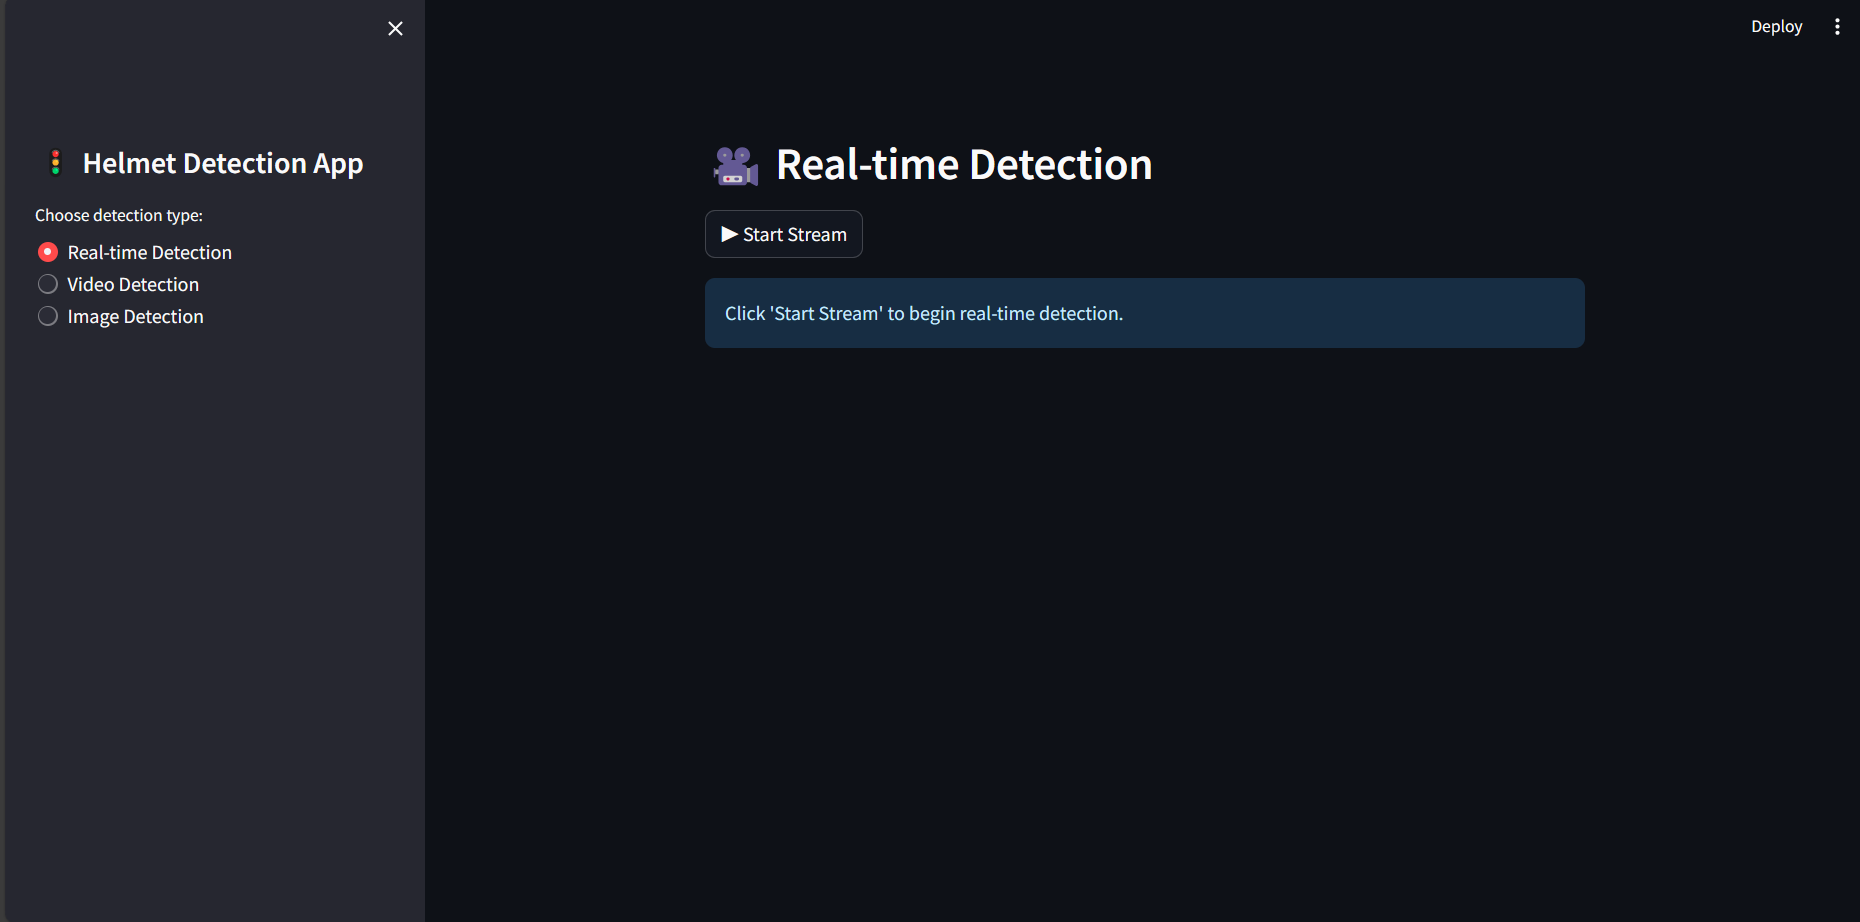 Deploy
🚦 Helmet Detection App
Choose detection type:
Real-time Detection
Video Detection
Image Detection
🎥 Real-time Detection
▶ Start Stream
Click 'Start Stream' to begin real-time detection.